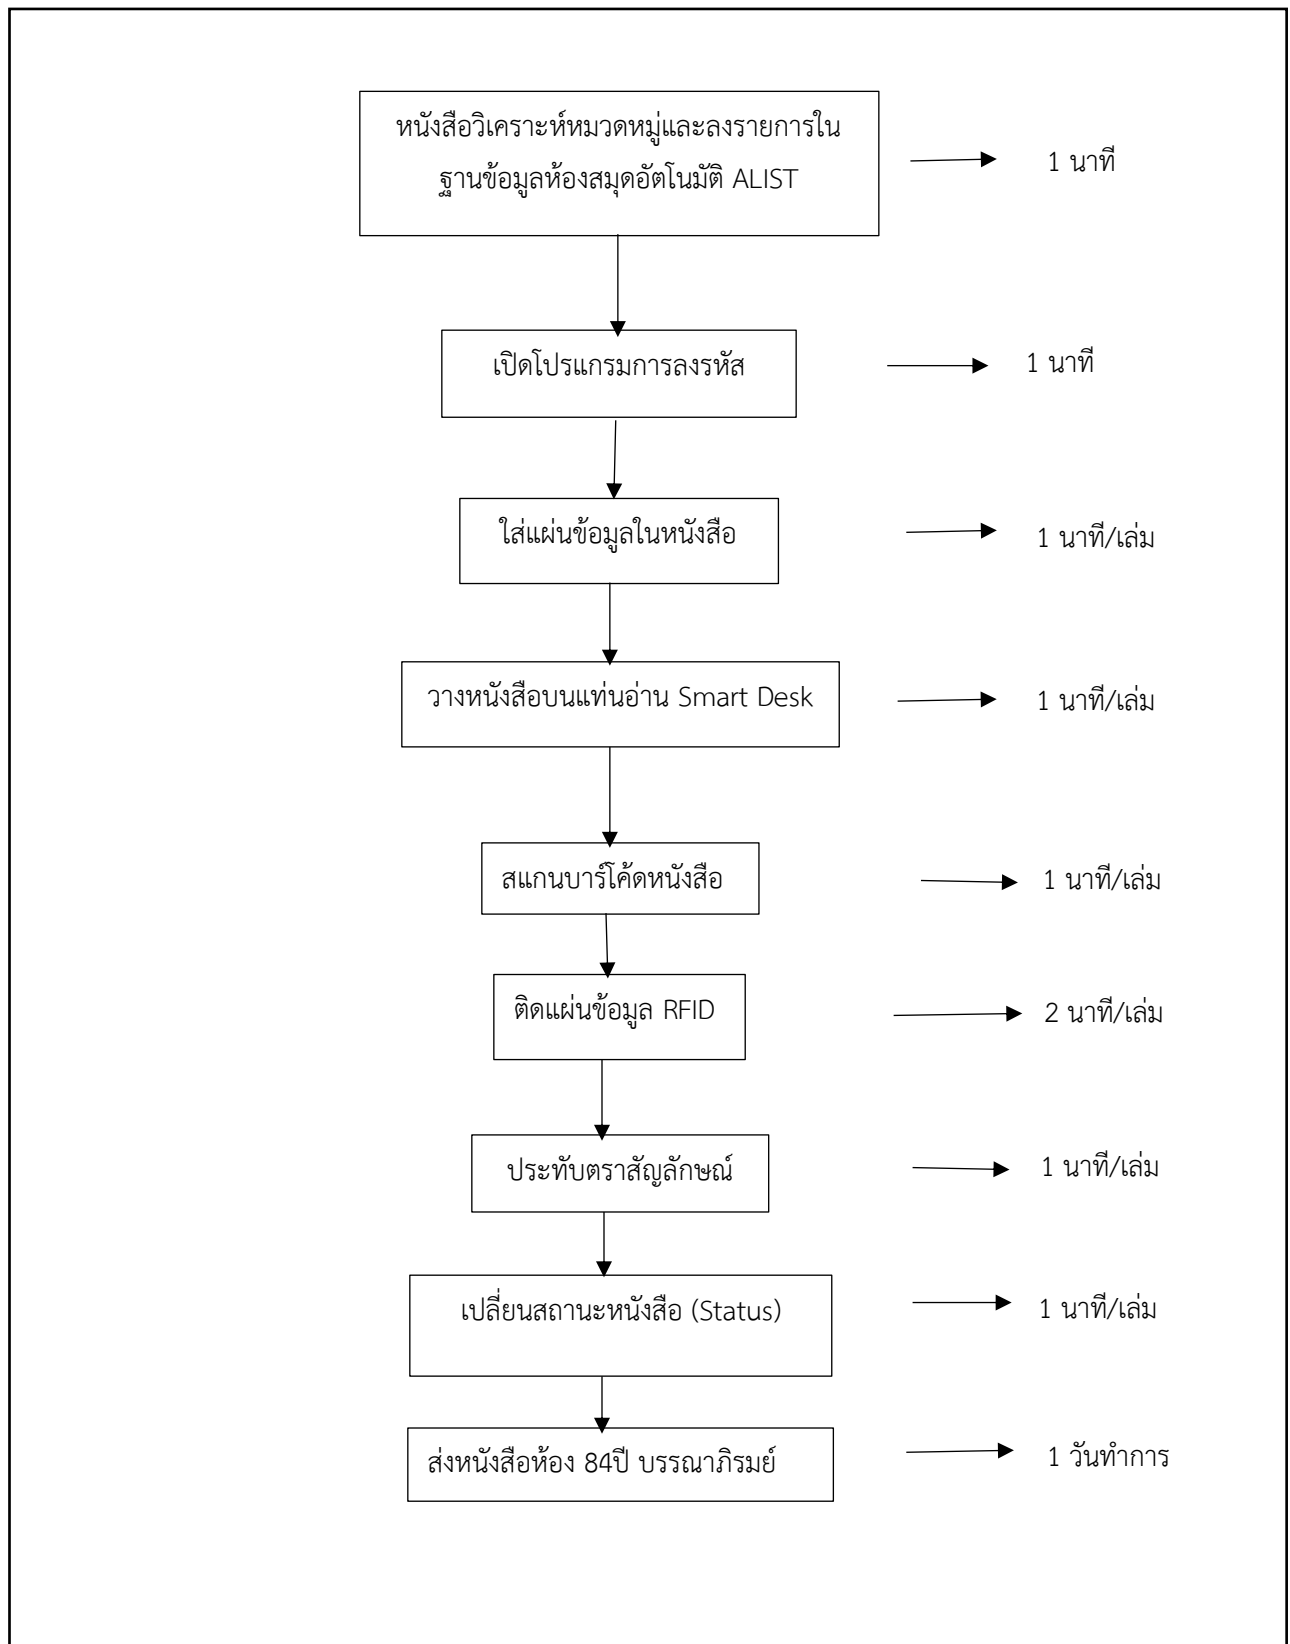 หนังสือวิเคราะห์หมวดหมู่และลงรายการใน
ฐานข้อมูลห้องสมุดอัตโนมัติ ALIST
1 นาที
เปิดโปรแกรมการลงรหัส
1 นาที
ใส่แผ่นข้อมูลในหนังสือ
1 นาที/เล่ม
วางหนังสือบนแท่นอ่าน Smart Desk
1 นาที/เล่ม
สแกนบาร์โค้ดหนังสือ
1 นาที/เล่ม
ติดแผ่นข้อมูล RFID
2 นาที/เล่ม
ประทับตราสัญลักษณ์
1 นาที/เล่ม
เปลี่ยนสถานะหนังสือ (Status)
1 นาที/เล่ม
ส่งหนังสือห้อง 84ปี บรรณาภิรมย์
1 วันทำการ